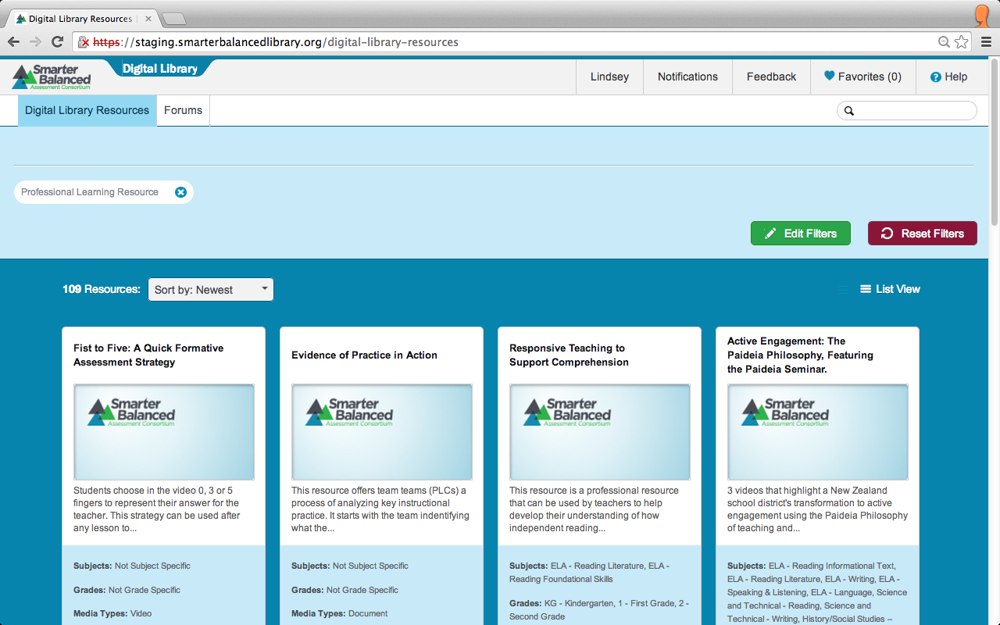 Digital Library Resources
https://staging.smarterbalancedlibrary.org/digital-library-resources
Smarter
Balanced
Assessment Consortium
Digital Library
Lindsey
Notifications
Feedback
Favorites (0)
Help
Digital Library Resources
Forums
Professional Learning Resource
Edit Filters
Reset Filters
109 Resources:
Sort by: Newest
List View
Fist to Five: A Quick Formative
Assessment Strategy
Smarter
Balanced
Assessment Consortium
Students choose in the video 0, 3 or 5
fingers to represent their answer for the
teacher. This strategy can be used after
any lesson to...
Subjects: Not Subject Specific
Grades: Not Grade Specific
Media Types: Video
Evidence of Practice in Action
Smarter
Balanced
Assessment Consortium
This resource offers team teams (PLCs) a
process of analyzing key instructional
practice. It starts with the team indentifying
what the...
Subjects: Not Subject Specific
Grades: Not Grade Specific
Media Types: Document
Responsive Teaching to
Support Comprehension
Smarter
Balanced
Assessment Consortium
This resource is a professional resource
that can be used by teachers to help
develop their understanding of how
independent reading...
Subjects: ELA - Reading Literature, ELA -
Reading Foundational Skills
Grades: KG - Kindergarten, 1 - First Grade, 2 -
Second Grade
Active Engagement: The
Paideia Philosophy, Featuring
the Paideia Seminar.
Smarter
Balanced
Assessment Consortium
3 videos that highlight a New Zealand
school district's transformation to active
engagement using the Paideia Philosophy
of teaching and...
Subjects: ELA - Reading Informational Text,
ELA - Reading Literature, ELA - Writing, ELA -
Speaking & Listening, ELA - Language, Science
and Technical - Reading, Science and
Technical - Writing, History/Social Studies –